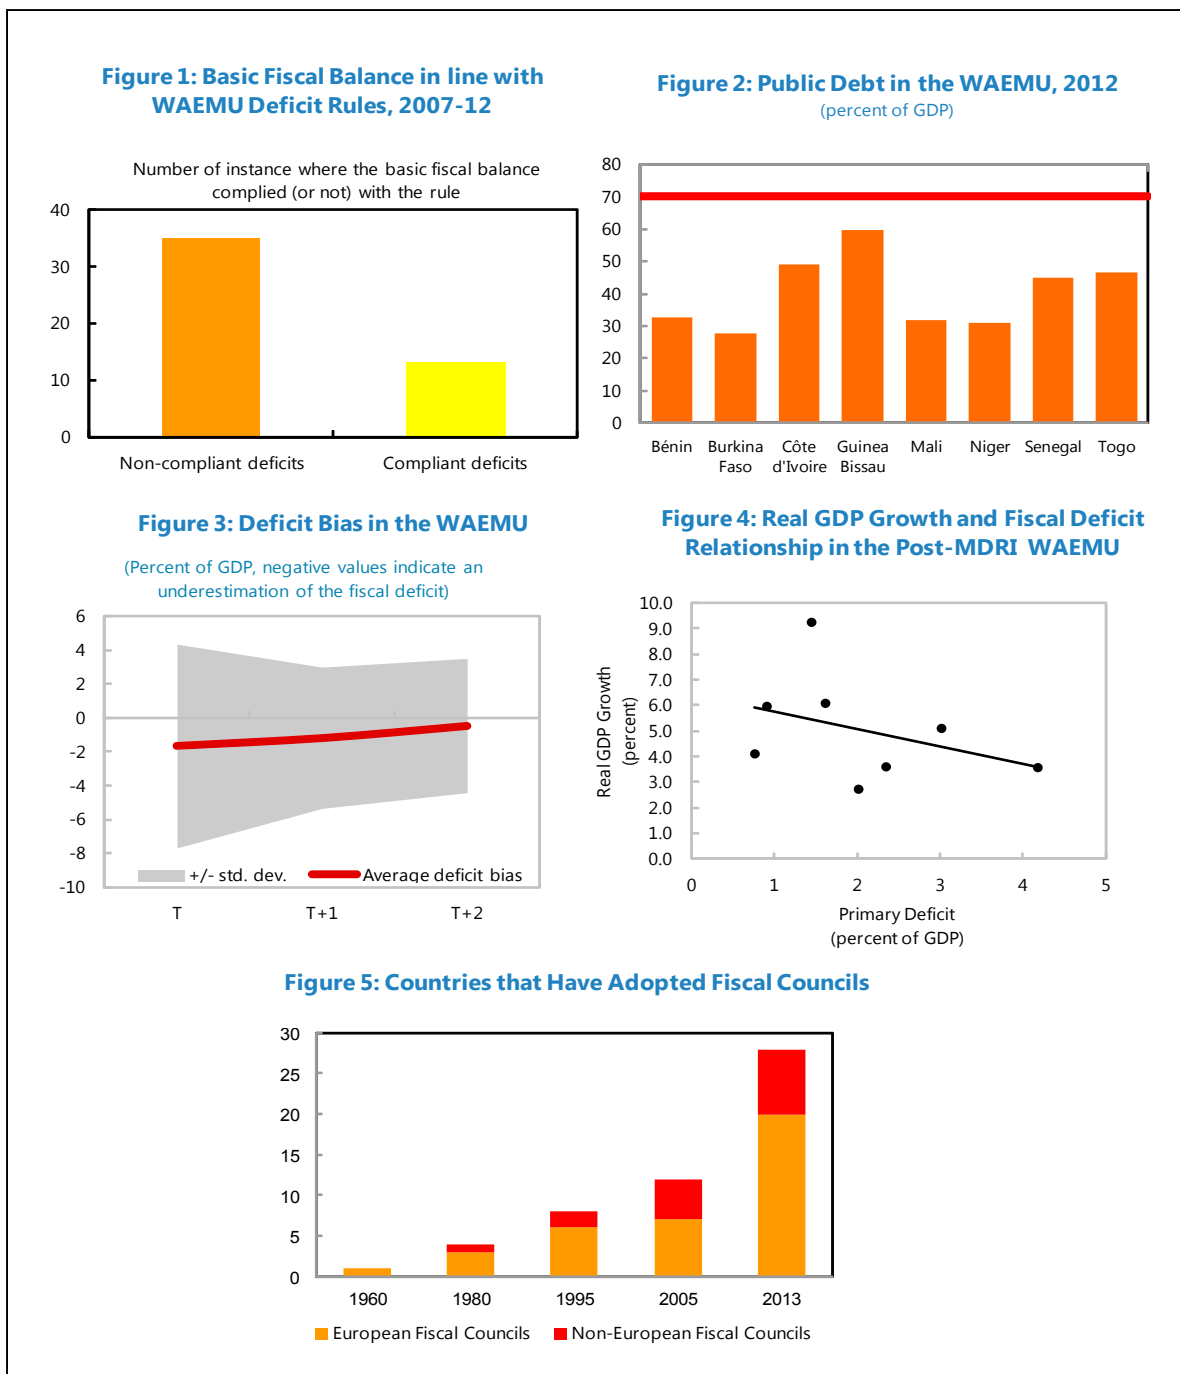 Figure 1: Basic Fiscal Balance in line with
WAEMU Deficit Rules, 2007-12
Number of instance where the basic fiscal balance
complied (or not) with the rule
40
30
20
10
0
Non-compliant deficits
Compliant deficits
Figure 2: Public Debt in the WAEMU, 2012
(percent of GDP)
80
70
60
50
40
30
20
10
0
Bénin
Burkina
Faso
Côte
d'Ivoire
Guinea
Bissau
Mali
Niger
Senegal
Togo
Figure 3: Deficit Bias in the WAEMU
(Percent of GDP, negative values indicate an
underestimation of the fiscal deficit)
6
4
2
0
-2
-4
-6
-8
-10
+/- std. dev.
Average deficit bias
T
T+1
T+2
Figure 4: Real GDP Growth and Fiscal Deficit
Relationship in the Post-MDRI WAEMU
Real GDP Growth
(percent)
10.0
9.0
8.0
7.0
6.0
5.0
4.0
3.0
2.0
1.0
0.0
0
1
2
3
4
5
Primary Deficit
(percent of GDP)
Figure 5: Countries that Have Adopted Fiscal Councils
30
25
20
15
10
5
0
1960
1980
1995
2005
2013
European Fiscal Councils
Non-European Fiscal Councils